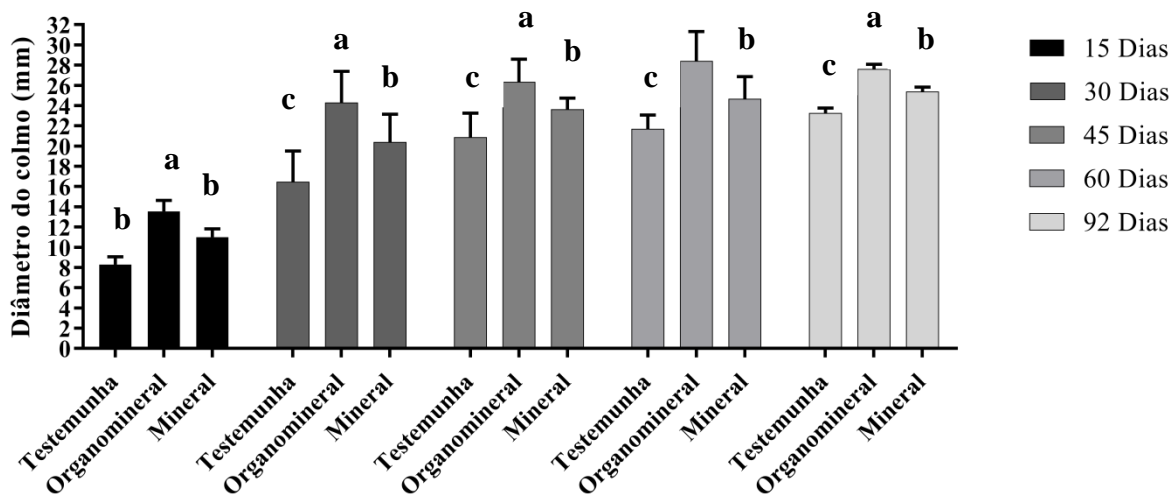 Diâmetro do colmo (mm)
32
30
28
26
24
22
20
18
16
14
12
10
8
6
4
2
0
b
a
b
c
a
b
c
a
b
c
b
c
a
b
Testemunha
Organomineral
Mineral
Testemunha
Organomineral
Mineral
Testemunha
Organomineral
Mineral
Testemunha
Organomineral
Mineral
Testemunha
Organomineral
Mineral
15 Dias
30 Dias
45 Dias
60 Dias
92 Dias